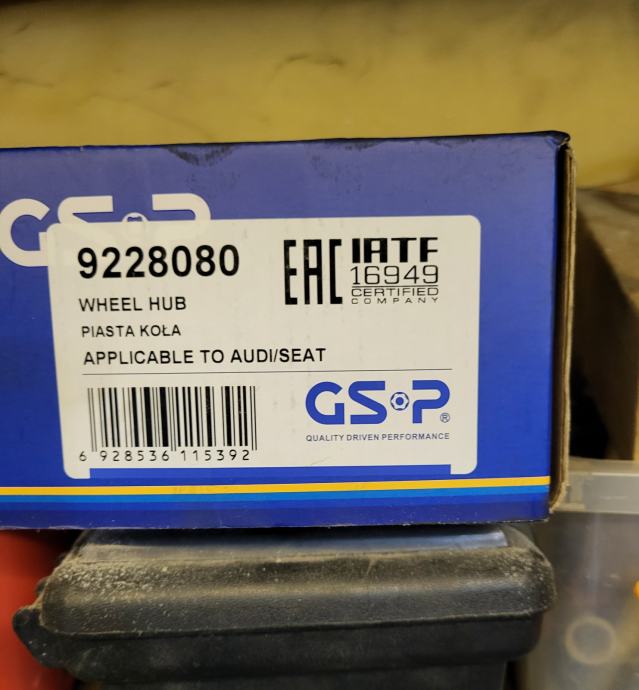 GSP
9228080
EAC
IATF
16949
CERTIFIED
COMPANY
WHEEL HUB
PIASTA KOŁA
APPLICABLE TO AUDI/SEAT
6 928536 115392
GSP®
QUALITY DRIVEN PERFORMANCE